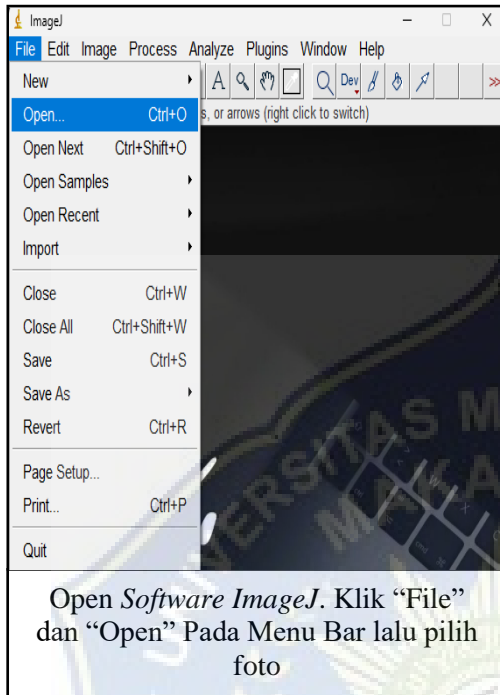 ImageJ
File Edit Image Process Analyze Plugins Window Help
New
A Dev >>
Open... Ctrl+O
s, or arrows (right click to switch)
Open Next Ctrl+Shift+O
Open Samples
Open Recent
Import
Close Ctrl+W
Close All Ctrl+Shift+W
Save Ctrl+S
Save As
Revert Ctrl+R
Page Setup...
Print... Ctrl+P
Quit
UNIVERSITAS M
MAKA
Open Software ImageJ. Klik “File”
dan “Open” Pada Menu Bar lalu pilih
foto